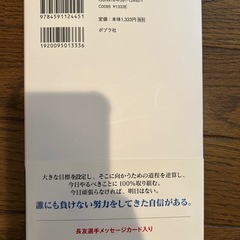 9784591124451
1920095013336
C0095 ¥1333E
定価：本体1,333円 税別
ポプラ社
大きな目標を設定し、そこに向かうための道程を逆算し、
今日やるべきことに100%取り組む。
今日頑張らなければ、明日はない。
誰にも負けない努力をしてきた自信がある。
長友選手メッセージカード入り